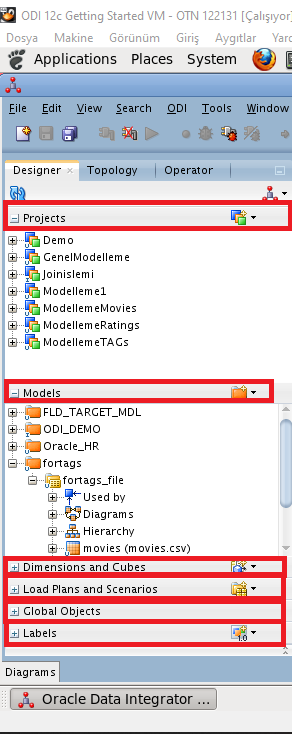 ODI 12c Getting Started VM - OTN 122131 [Çalışıyor]
Dosya Makine Görünüm Giriş Aygıtlar Yardı
Applications Places System
File Edit View Search ODI Tools Window
Designer Topology Operator
Projects
Demo
GenelModelleme
Joinislemi
Modelleme1
ModellemeMovies
ModellemeRatings
ModellemeTAGs
Models
FLD_TARGET_MDL
ODI_DEMO
Oracle_HR
fortags
fortags_file
Used by
Diagrams
Hierarchy
movies (movies.csv)
Dimensions and Cubes
Load Plans and Scenarios
Global Objects
Labels
1.0
Diagrams
Oracle Data Integrator ...